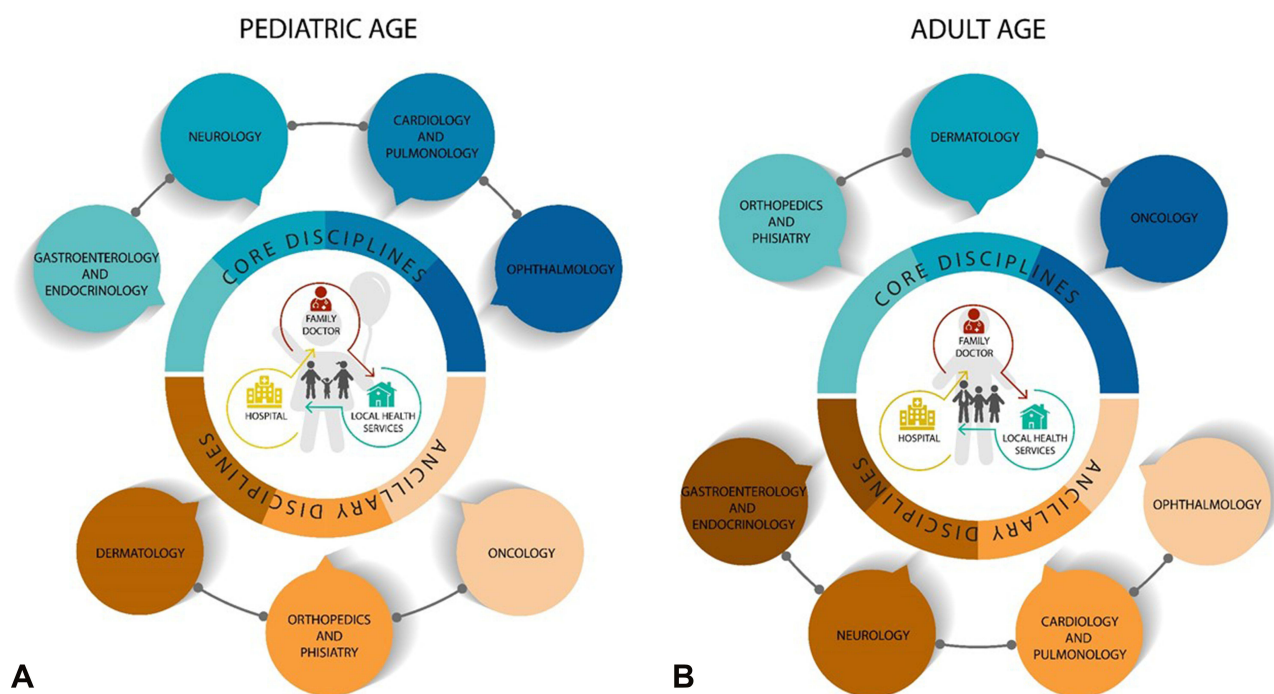 PEDIATRIC AGE
NEUROLOGY
CARDIOLOGY
AND
PULMONOLOGY
GASTROENTEROLOGY
AND
ENDOCRINOLOGY
OPHTHALMOLOGY
CORE DISCIPLINES
FAMILY
DOCTOR
HOSPITAL
LOCAL HEALTH
SERVICES
ANCILLARY DISCIPLINES
DERMATOLOGY
ORTHOPEDICS
AND
PHISIATRY
ONCOLOGY
A
ADULT AGE
DERMATOLOGY
ORTHOPEDICS
AND
PHISIATRY
ONCOLOGY
CORE DISCIPLINES
FAMILY
DOCTOR
HOSPITAL
LOCAL HEALTH
SERVICES
ANCILLARY DISCIPLINES
GASTROENTEROLOGY
AND
ENDOCRINOLOGY
NEUROLOGY
CARDIOLOGY
AND
PULMONOLOGY
OPHTHALMOLOGY
B